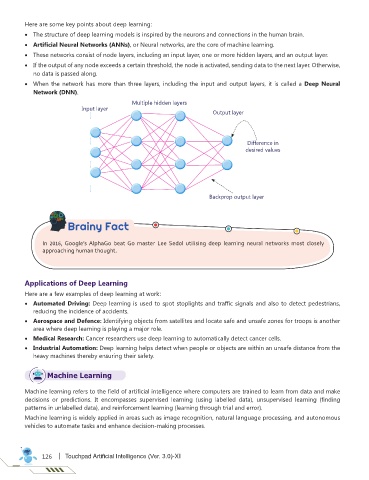 Here are some key points about deep learning:
• The structure of deep learning models is inspired by the neurons and connections in the human brain.
• Artificial Neural Networks (ANNs), or Neural networks, are the core of machine learning.
• These networks consist of node layers, including an input layer, one or more hidden layers, and an output layer.
• If the output of any node exceeds a certain threshold, the node is activated, sending data to the next layer. Otherwise,
no data is passed along.
• When the network has more than three layers, including the input and output layers, it is called a Deep Neural
Network (DNN).
Multiple hidden layers
Input layer
Output layer
Difference in
desired values
Backprop output layer
Brainy Fact
In 2016, Google's AlphaGo beat Go master Lee Sedol utilising deep learning neural networks most closely
approaching human thought.
Applications of Deep Learning
Here are a few examples of deep learning at work:
• Automated Driving: Deep learning is used to spot stoplights and traffic signals and also to detect pedestrians,
reducing the incidence of accidents.
• Aerospace and Defence: Identifying objects from satellites and locate safe and unsafe zones for troops is another
area where deep learning is playing a major role.
• Medical Research: Cancer researchers use deep learning to automatically detect cancer cells.
• Industrial Automation: Deep learning helps detect when people or objects are within an unsafe distance from the
heavy machines thereby ensuring their safety.
Machine Learning
Machine learning refers to the field of artificial intelligence where computers are trained to learn from data and make
decisions or predictions. It encompasses supervised learning (using labelled data), unsupervised learning (finding
patterns in unlabelled data), and reinforcement learning (learning through trial and error).
Machine learning is widely applied in areas such as image recognition, natural language processing, and autonomous
vehicles to automate tasks and enhance decision-making processes.
126 | Touchpad Artificial Intelligence (Ver. 3.0)-XI